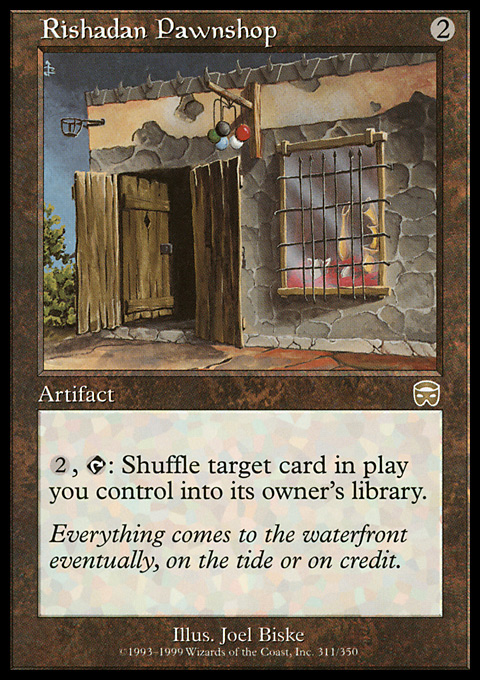 Rishadan Pawnshop 2
Artifact
2, : Shuffle target card in play
you control into its owner's library.
Everything comes to the waterfront
eventually, on the tide or on credit.
Illus. Joel Biske
©1993-1999 Wizards of the Coast, Inc. 311/350